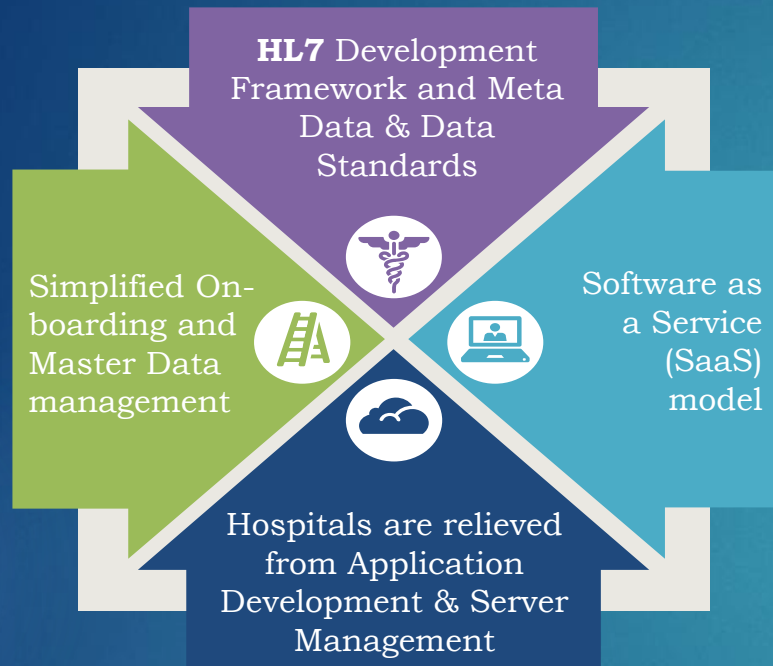 HL7 Development
Framework and Meta
Data & Data
Standards
Simplified On-
boarding and
Master Data
management
Software as
a Service
(SaaS)
model
Hospitals are relieved
from Application
Development & Server
Management